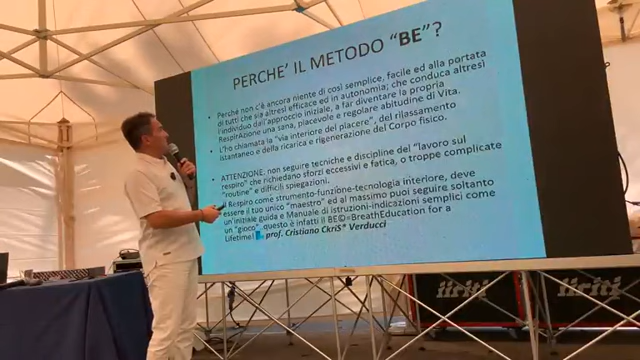 PERCHE' IL METODO "BE"?
• Perché non c'è ancora niente di così semplice, facile ed alla portata
di tutti che sia altresì efficace ed in autonomia; che conduca altresì
l'individuo dall'approccio iniziale, a far diventare la propria
RespirAzione una sana, piacevole e regolare abitudine di Vita.
• L'ho chiamata la "via interiore del piacere", del rilassamento
istantaneo e della ricarica e rigenerazione del Corpo fisico.
• ATTENZIONE: non seguire tecniche e discipline del "lavoro sul
respiro" che richiedano sforzi eccessivi e fatica, o troppe complicate
"routine" e difficili spiegazioni.
Il Respiro come strumento-funzione-tecnologia interiore, deve
essere il tuo unico "maestro" ed al massimo puoi seguire soltanto
un'iniziale guida e Manuale di istruzioni-indicazioni semplici come
un "gioco", questo è infatti il BE©®=BreathEducation for a
Lifetime! prof. Cristiano CkriS* Verducci